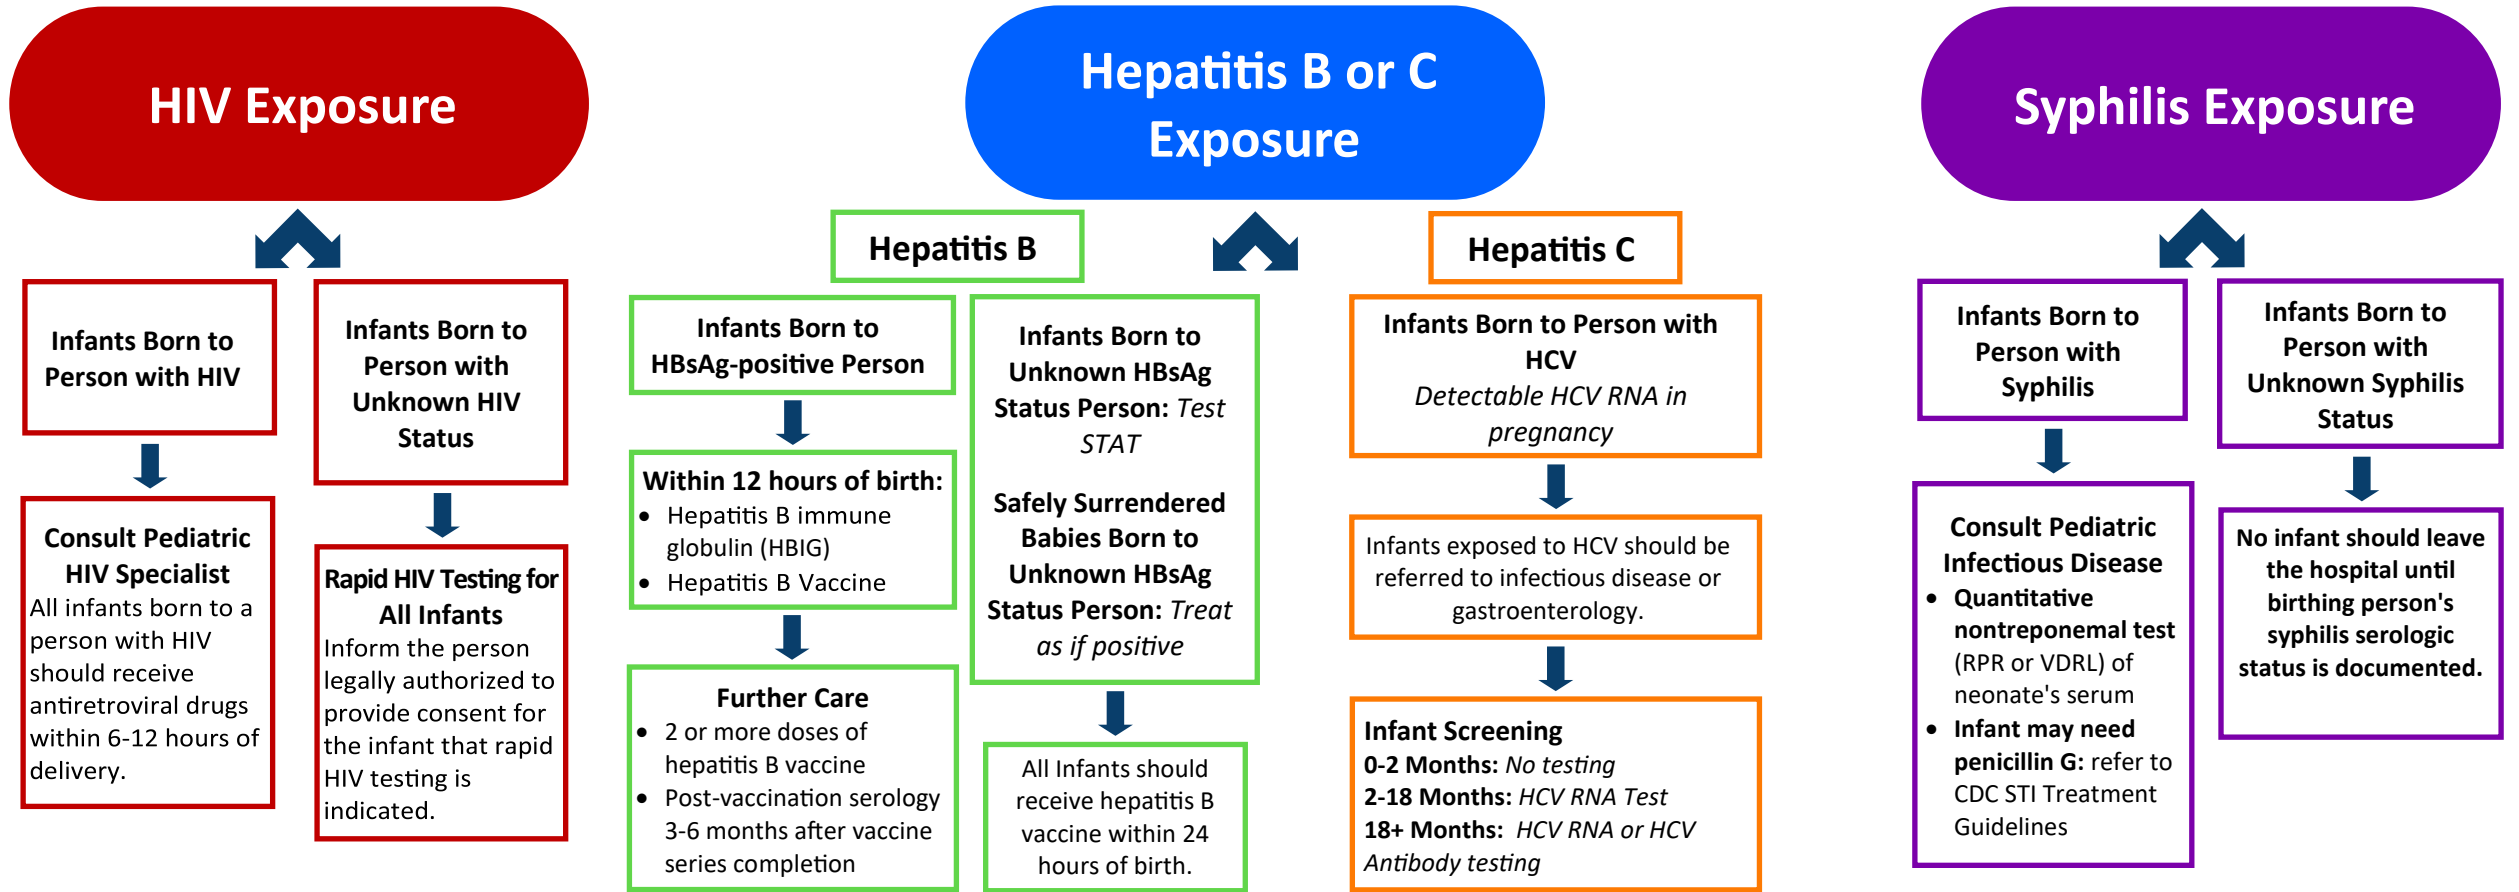 HIV Exposure
Infants Born to
Person with HIV
Consult Pediatric
HIV Specialist
All infants born to a
person with HIV
should receive
antiretroviral drugs
within 6-12 hours of
delivery.
Infants Born to
Person with
Unknown HIV
Status
Rapid HIV Testing for
All Infants
Inform the person
legally authorized to
provide consent for
the infant that rapid
HIV testing is
indicated.
Hepatitis B or C
Exposure
Hepatitis B
Infants Born to
HBsAg-positive Person
Within 12 hours of birth:
• Hepatitis B immune
globulin (HBIG)
• Hepatitis B Vaccine
Further Care
• 2 or more doses of
hepatitis B vaccine
• Post-vaccination serology
3-6 months after vaccine
series completion
Infants Born to
Unknown HBsAg
Status Person: Test
STAT
Safely Surrendered
Babies Born to
Unknown HBsAg
Status Person: Treat
as if positive
All Infants should
receive hepatitis B
vaccine within 24
hours of birth.
Hepatitis C
Infants Born to Person with
HCV
Detectable HCV RNA in
pregnancy
Infants exposed to HCV should be
referred to infectious disease or
gastroenterology.
Infant Screening
0-2 Months: No testing
2-18 Months: HCV RNA Test
18+ Months: HCV RNA or HCV
Antibody testing
Syphilis Exposure
Infants Born to
Person with
Syphilis
Consult Pediatric
Infectious Disease
• Quantitative
nontreponemal test
(RPR or VDRL) of
neonate's serum
• Infant may need
penicillin G: refer to
CDC STI Treatment
Guidelines
Infants Born to
Person with
Unknown Syphilis
Status
No infant should leave
the hospital until
birthing person's
syphilis serologic
status is documented.